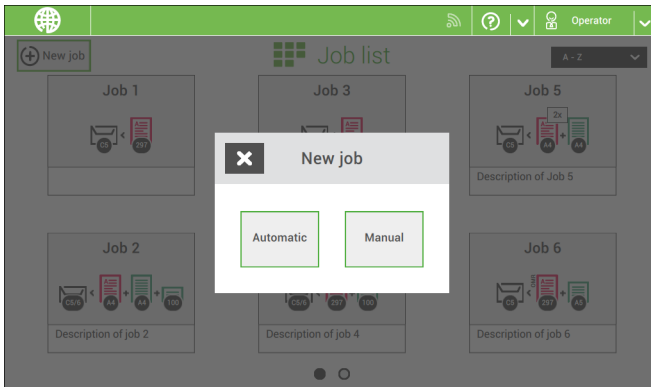 Operator
New job
Job list
A - Z
Job 1
Job 3
Job 5
C5
297
2x
C5
A4
A4
Description of Job 5
New job
Automatic
Manual
Job 2
Job 6
C5/6
A4
A4
100
C5/6
297
100
C5
297
A5
Description of job 2
Description of job 4
Description of job 6